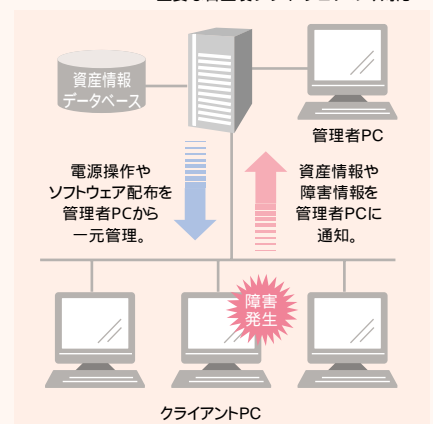 資産情報
データベース
管理者PC
電源操作や
ソフトウェア配布を
管理者PCから
一元管理。
資産情報や
障害情報を
管理者PCに
通知。
障害
発生
クライアントPC